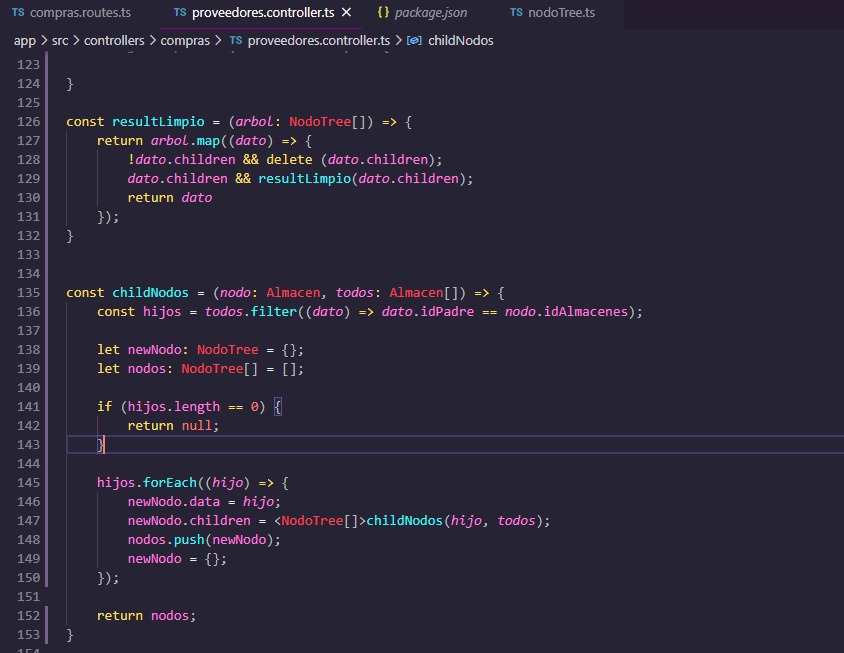 TS compras.routes.ts TS proveedores.controller.ts × {} package.json TS nodoTree.ts
app > src > controllers > compras > TS proveedores.controller.ts > childNodos
123
124 }
125
126 const resultLimpio = (arbol: NodoTree[]) => {
127 return arbol.map((dato) => {
128 !dato.children && delete (dato.children);
129 dato.children && resultLimpio(dato.children);
130 return dato
131 });
132 }
133
134
135 const childNodos = (nodo: Almacen, todos: Almacen[]) => {
136 const hijos = todos.filter((dato) => dato.idPadre == nodo.idAlmacenes);
137
138 let newNodo: NodoTree = {};
139 let nodos: NodoTree[] = [];
140
141 if (hijos.length == 0) {
142 return null;
143 }
144
145 hijos.forEach((hijo) => {
146 newNodo.data = hijo;
147 newNodo.children = <NodoTree[]>childNodos(hijo, todos);
148 nodos.push(newNodo);
149 newNodo = {};
150 });
151
152 return nodos;
153 }
154